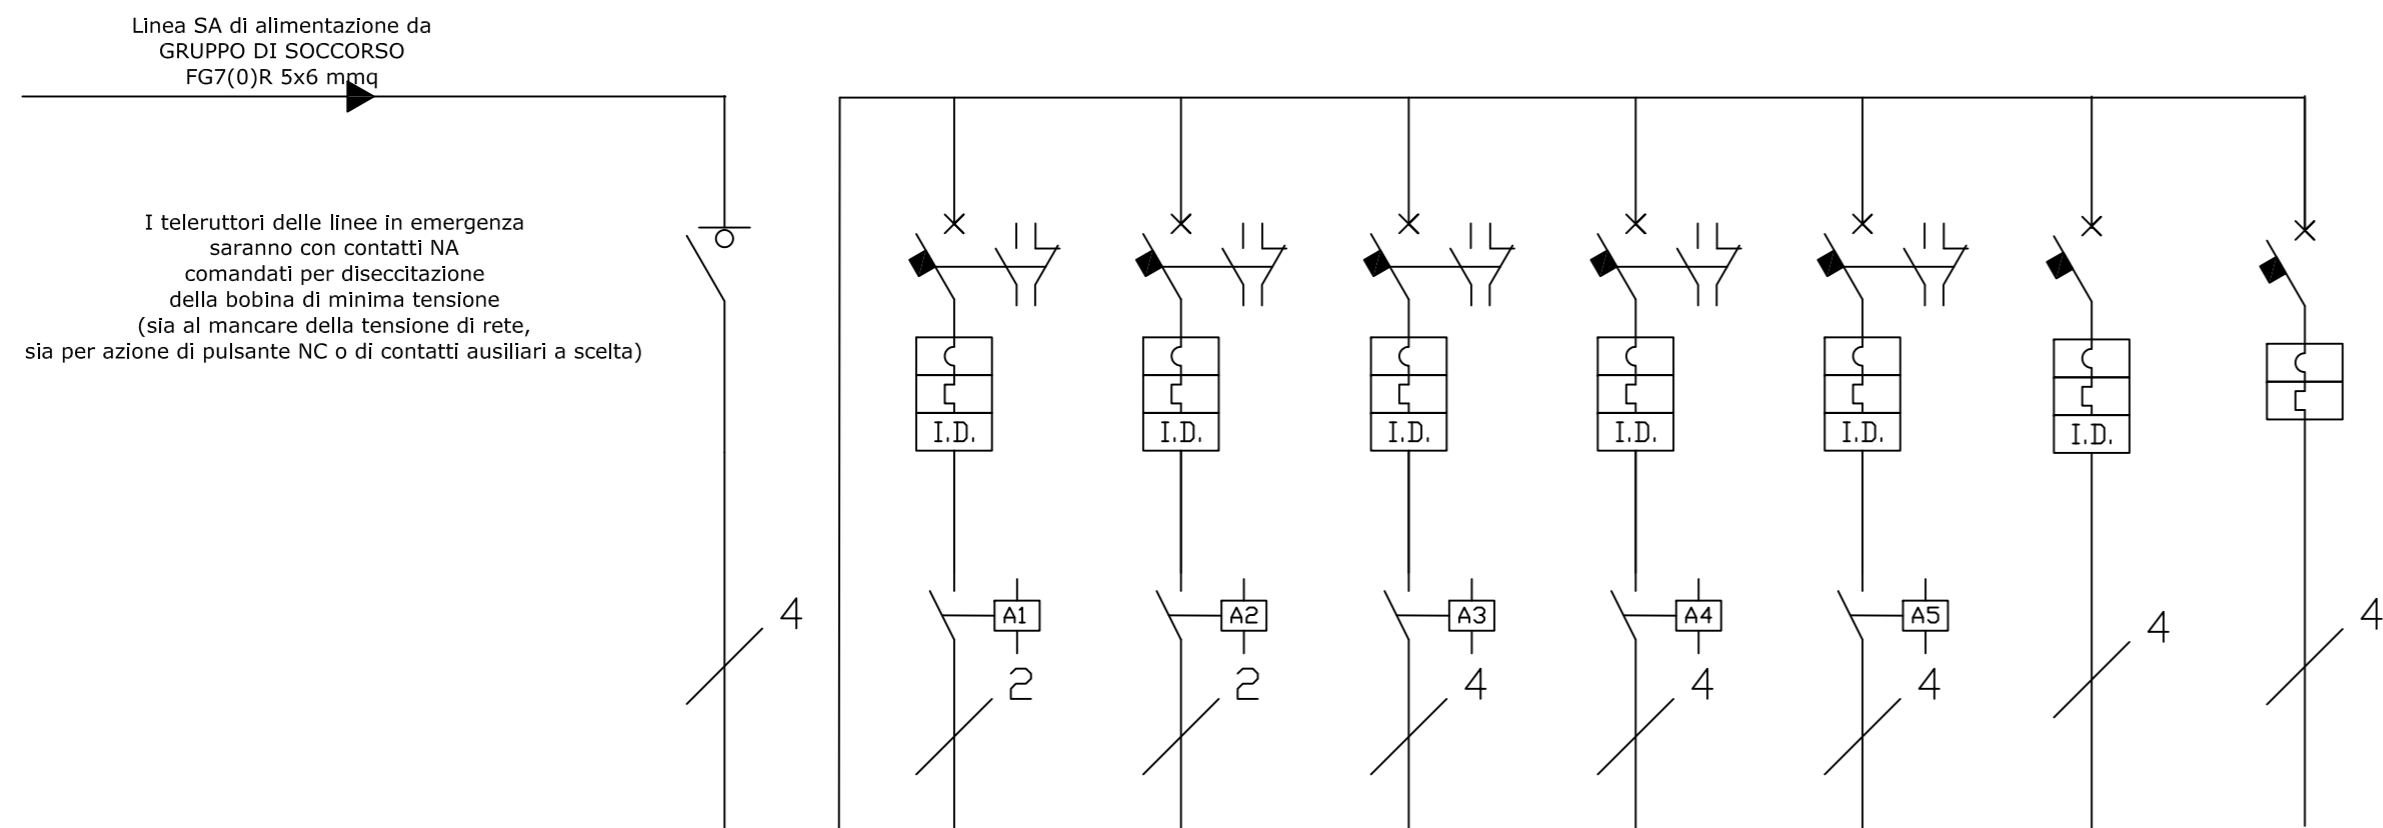 Linea SA di alimentazione da
GRUPPO DI SOCCORSO
FG7(0)R 5x6 mmq
I teleruttori delle linee in emergenza
saranno con contatti NA
comandati per diseccitazione
della bobina di minima tensione
(sia al mancare della tensione di rete,
sia per azione di pulsante NC o di contatti ausiliari a scelta)
I.D. I.D. I.D. I.D. I.D. I.D.
A1 A2 A3 A4 A5
4 2 2 4 4 4 4 4